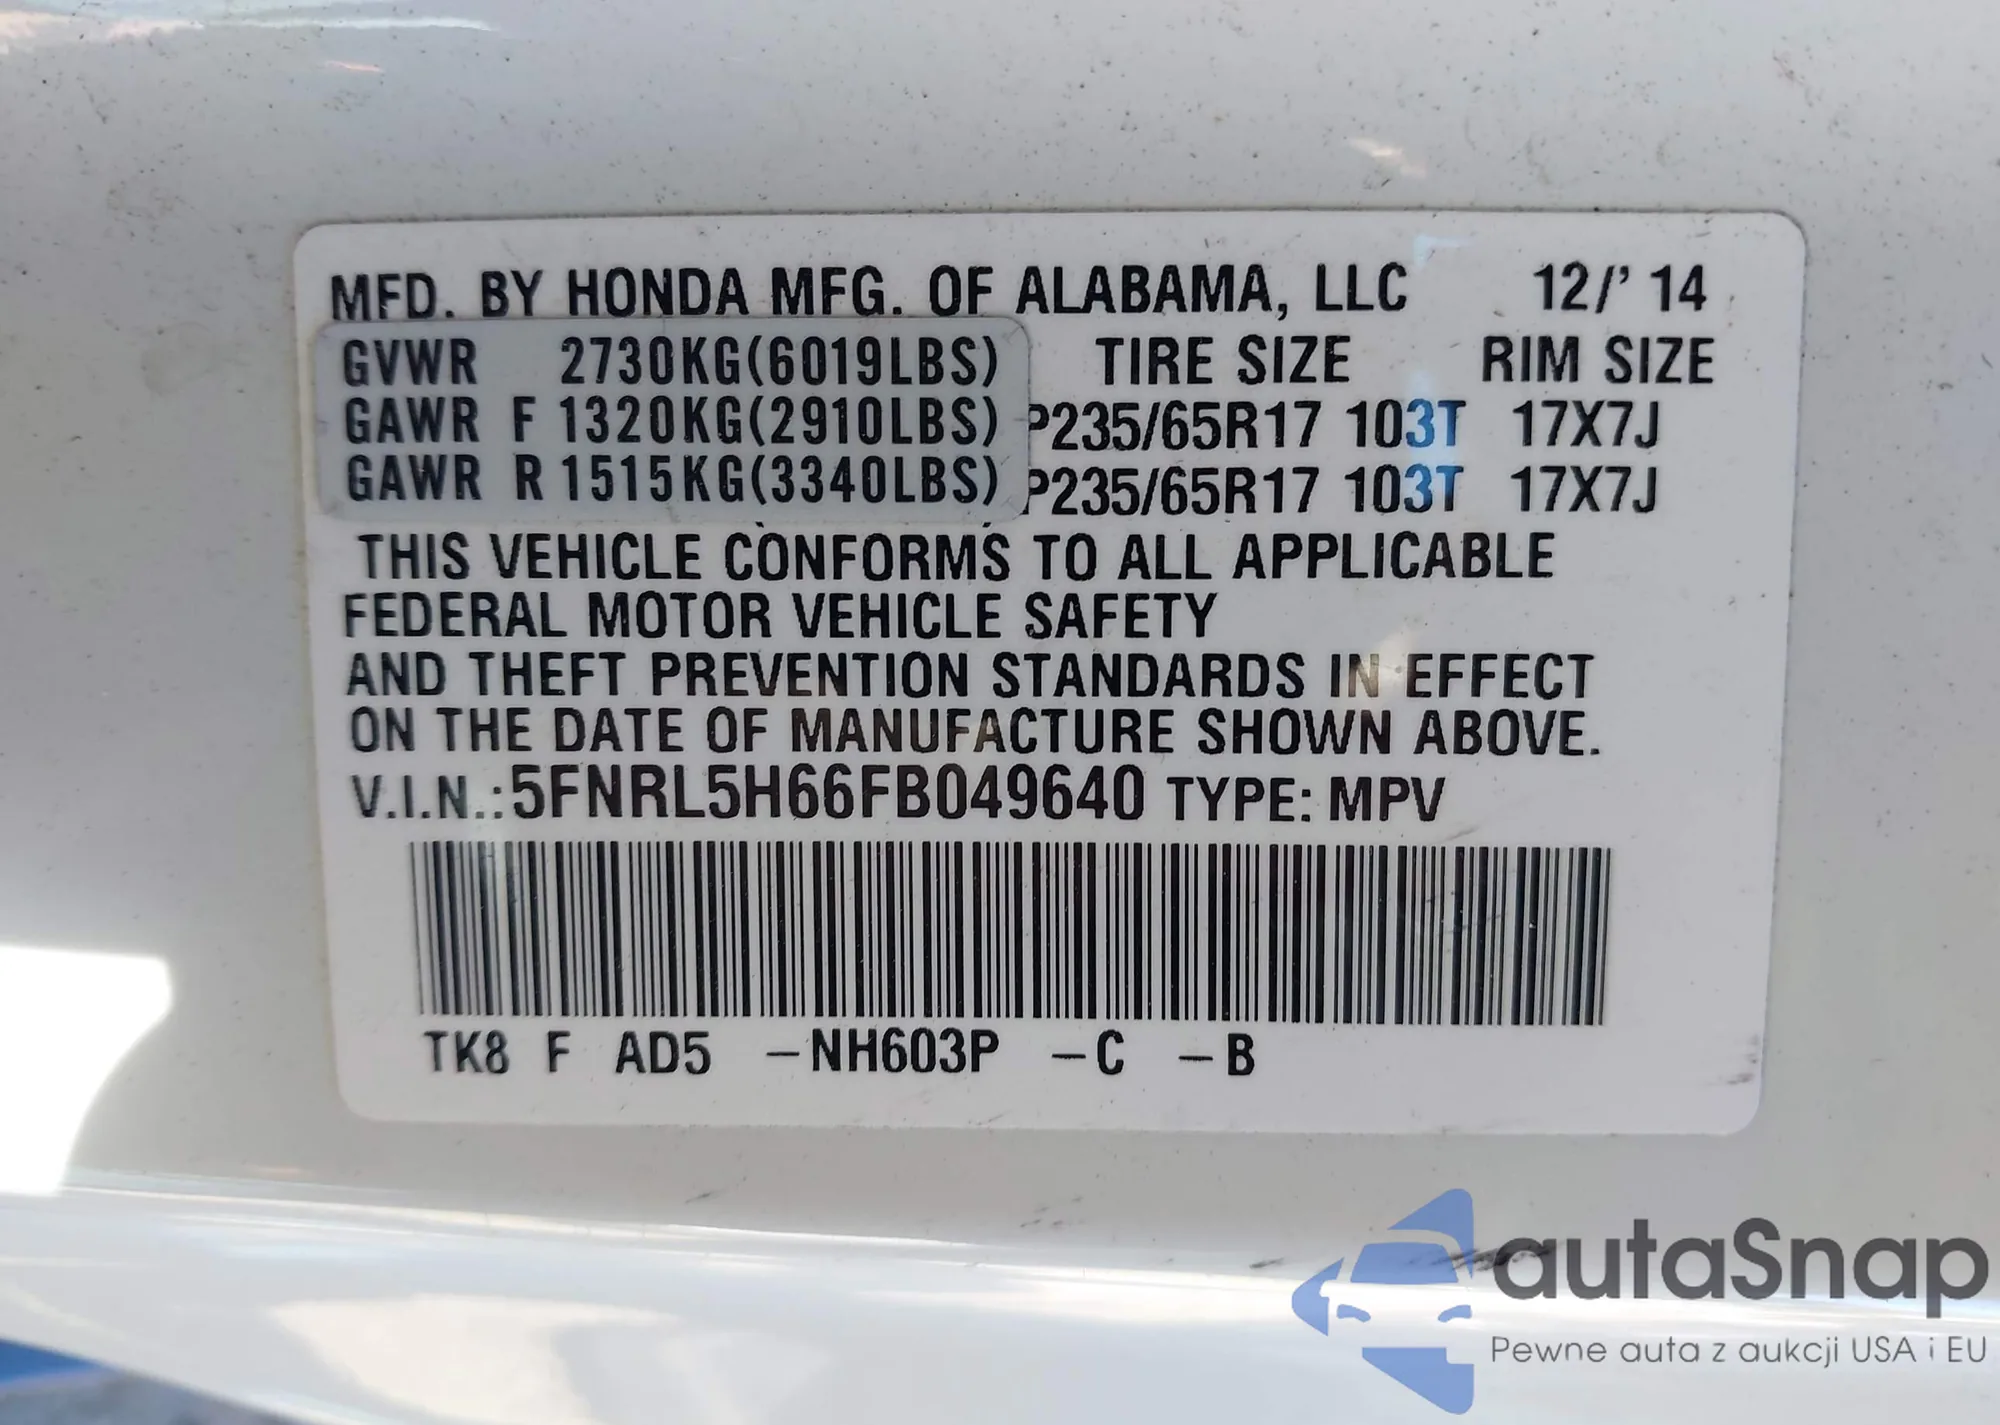 MFD. BY HONDA MFG. OF ALABAMA, LLC 12/' 14
GVWR 2730KG(6019LBS) TIRE SIZE RIM SIZE
GAWR F 1320KG(2910LBS) P235/65R17 103T 17X7J
GAWR R 1515KG(3340LBS) P235/65R17 103T 17X7J
THIS VEHICLE CONFORMS TO ALL APPLICABLE
FEDERAL MOTOR VEHICLE SAFETY
AND THEFT PREVENTION STANDARDS IN EFFECT
ON THE DATE OF MANUFACTURE SHOWN ABOVE.
V.I.N.:5FNRL5H66FB049640 TYPE: MPV
TK8 F AD5 –NH603P –C –B
autaSnap
Pewne auta z aukcji USA i EU